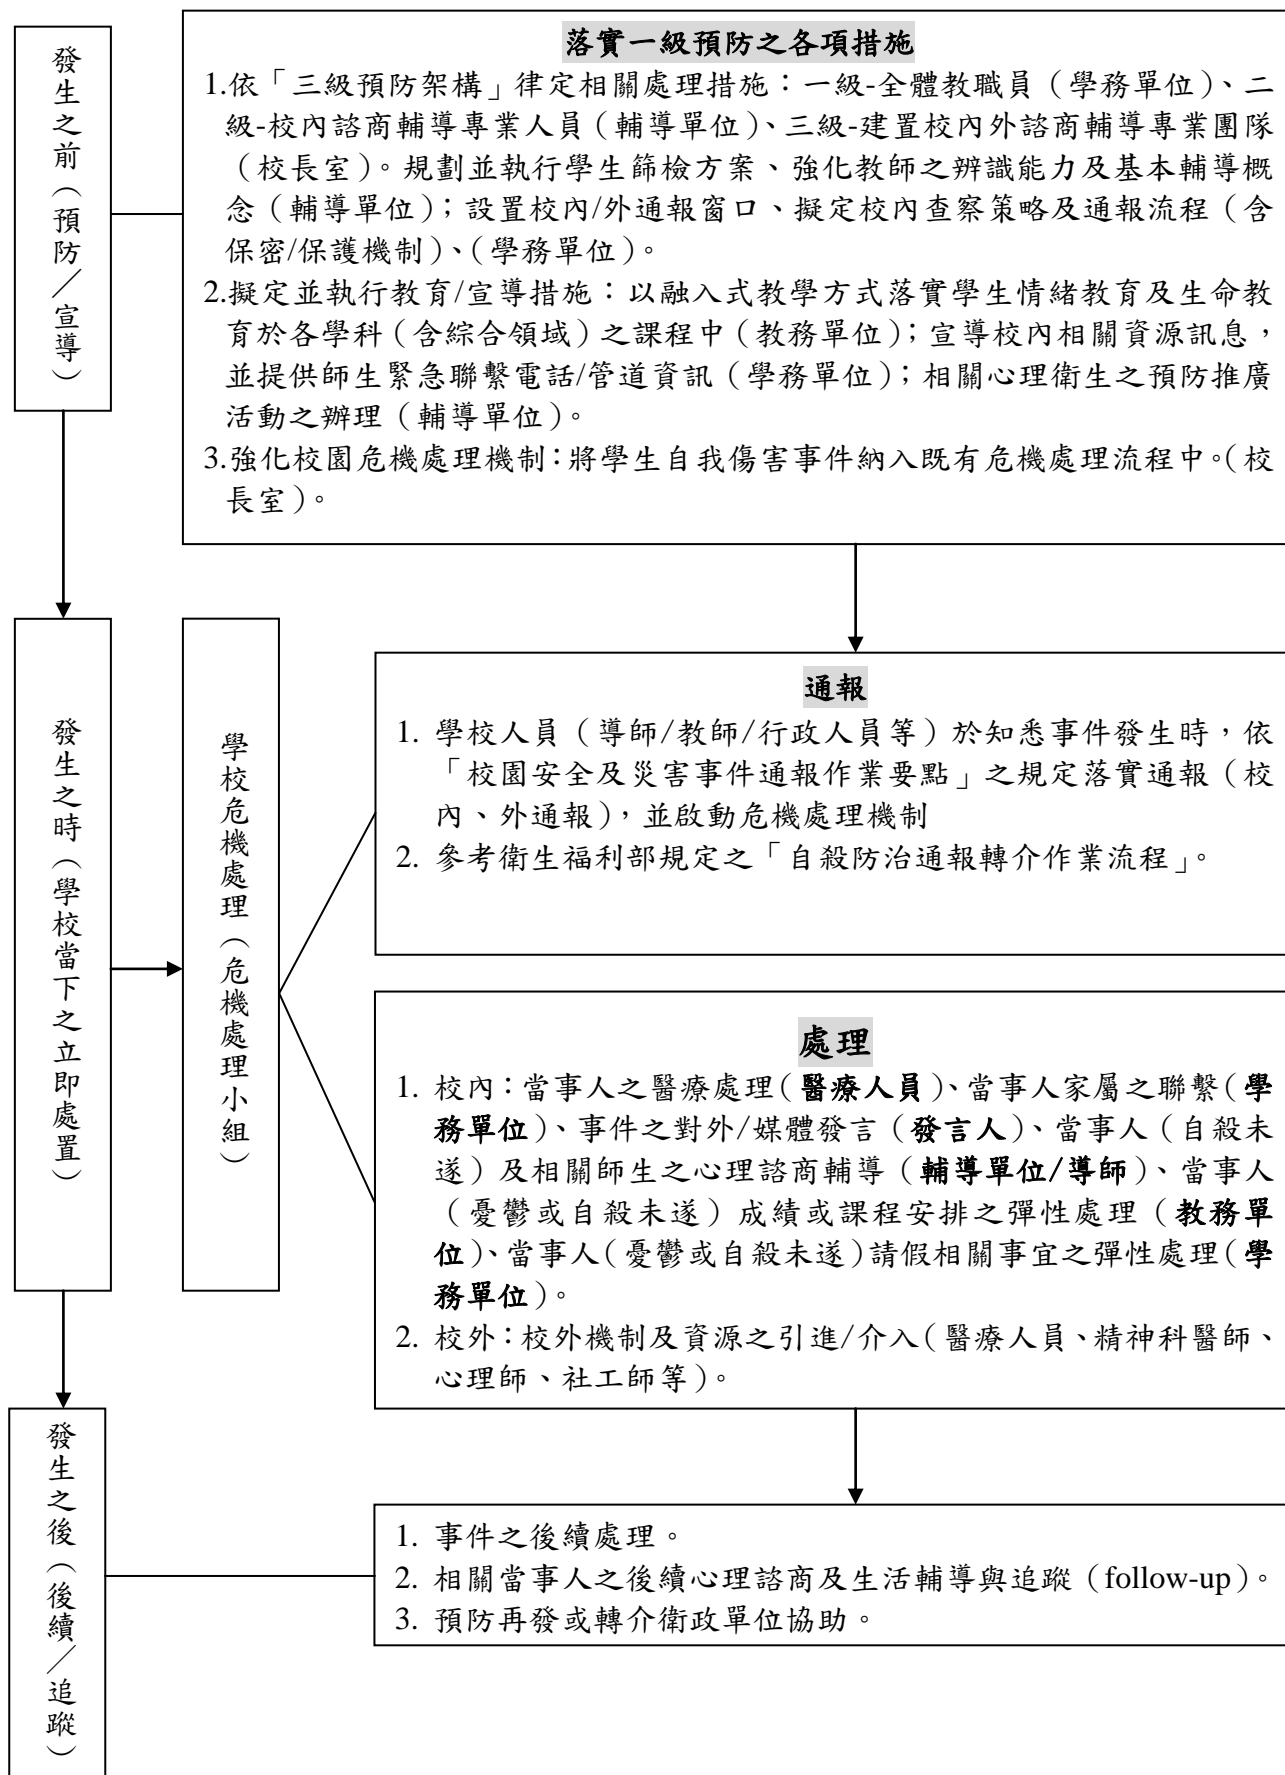 發生之前（預防／宣導）
落實一級預防之各項措施
1.依「三級預防架構」律定相關處理措施：一級-全體教職員（學務單位）、二
級-校內諮商輔導專業人員（輔導單位）、三級-建置校內外諮商輔導專業團隊
（校長室）。規劃並執行學生篩檢方案、強化教師之辨識能力及基本輔導概
念（輔導單位）；設置校內/外通報窗口、擬定校內查察策略及通報流程（含
保密/保護機制）、（學務單位）。
2.擬定並執行教育/宣導措施：以融入式教學方式落實學生情緒教育及生命教
育於各學科（含綜合領域）之課程中（教務單位）；宣導校內相關資源訊息，
並提供師生緊急聯繫電話/管道資訊（學務單位）；相關心理衛生之預防推廣
活動之辦理（輔導單位）。
3.強化校園危機處理機制：將學生自我傷害事件納入既有危機處理流程中。（校
長室）。
發生之時（學校當下之立即處置）
學校危機處理（危機處理小組）
通報
1. 學校人員（導師/教師/行政人員等）於知悉事件發生時，依
「校園安全及災害事件通報作業要點」之規定落實通報（校
內、外通報），並啟動危機處理機制
2. 參考衛生福利部規定之「自殺防治通報轉介作業流程」。
處理
1. 校內：當事人之醫療處理（醫療人員）、當事人家屬之聯繫（學
務單位）、事件之對外/媒體發言（發言人）、當事人（自殺未
遂）及相關師生之心理諮商輔導（輔導單位/導師）、當事人
（憂鬱或自殺未遂）成績或課程安排之彈性處理（教務單
位）、當事人（憂鬱或自殺未遂）請假相關事宜之彈性處理（學
務單位）。
2. 校外：校外機制及資源之引進/介入（醫療人員、精神科醫師、
心理師、社工師等）。
發生之後（後續／追蹤）
1. 事件之後續處理。
2. 相關當事人之後續心理諮商及生活輔導與追蹤（follow-up）。
3. 預防再發或轉介衛政單位協助。